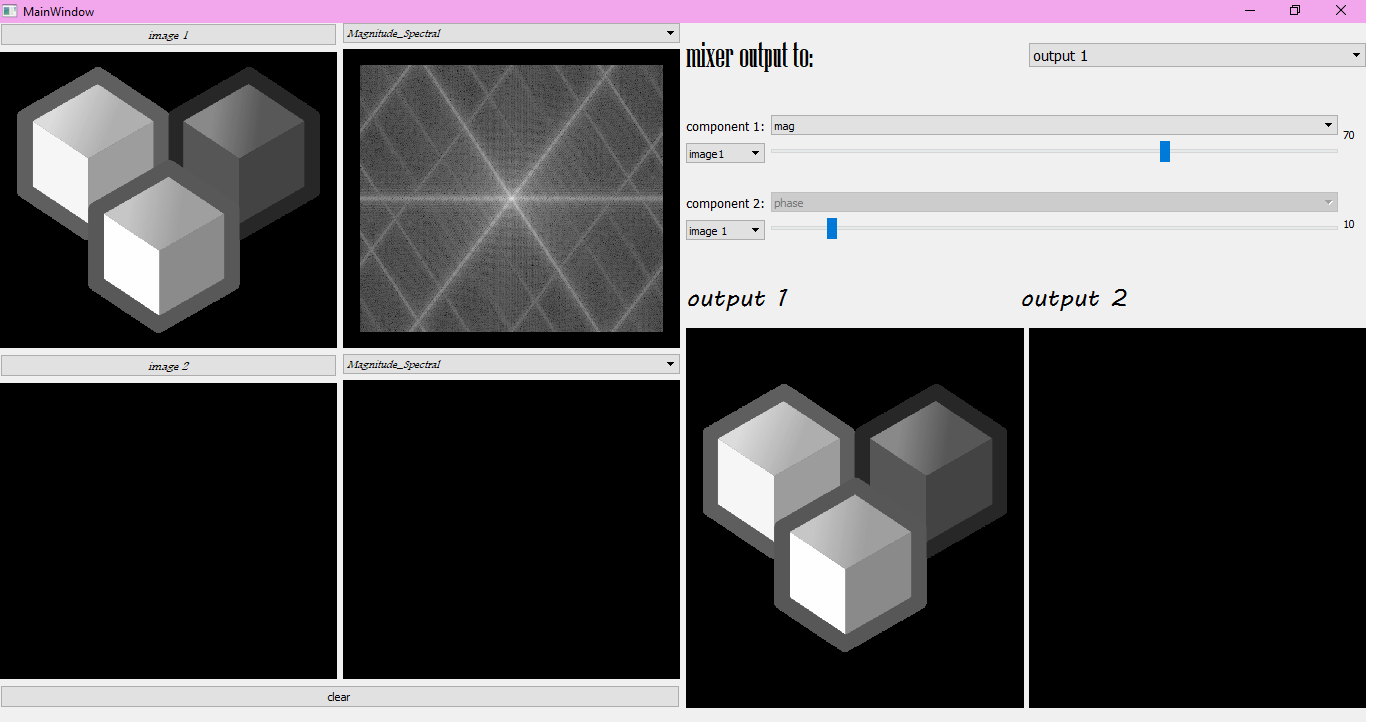 MainWindow
image 1
Magnitude_Spectral
mixer output to:
output 1
component 1:
mag
70
image1
component 2:
phase
image 1
10
output 1
output 2
image 2
Magnitude_Spectral
clear